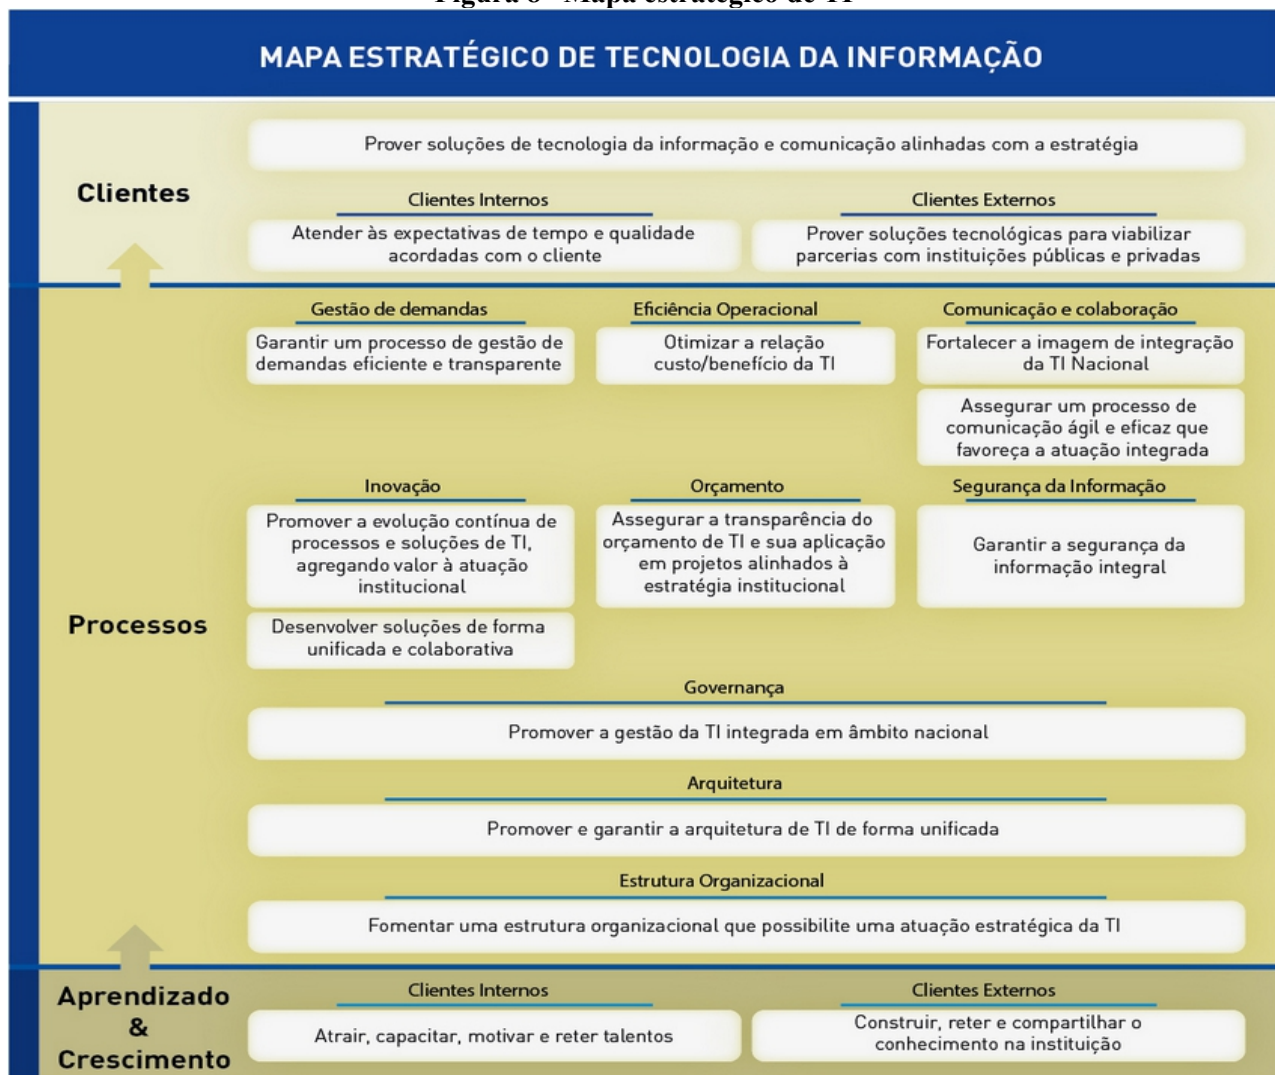 Figura 8 - Mapa estratégico de TI
MAPA ESTRATÉGICO DE TECNOLOGIA DA INFORMAÇÃO
Clientes
Prover soluções de tecnologia da informação e comunicação alinhadas com a estratégia
Clientes Internos
Atender às expectativas de tempo e qualidade
acordadas com o cliente
Clientes Externos
Prover soluções tecnológicas para viabilizar
parcerias com instituições públicas e privadas
Processos
Gestão de demandas
Garantir um processo de gestão de
demandas eficiente e transparente
Eficiência Operacional
Otimizar a relação
custo/benefício da TI
Comunicação e colaboração
Fortalecer a imagem de integração
da TI Nacional
Assegurar um processo de
comunicação ágil e eficaz que
favoreça a atuação integrada
Inovação
Promover a evolução contínua de
processos e soluções de TI,
agregando valor à atuação
institucional
Desenvolver soluções de forma
unificada e colaborativa
Orçamento
Assegurar a transparência do
orçamento de TI e sua aplicação
em projetos alinhados à
estratégia institucional
Segurança da Informação
Garantir a segurança da
informação integral
Governança
Promover a gestão da TI integrada em âmbito nacional
Arquitetura
Promover e garantir a arquitetura de TI de forma unificada
Estrutura Organizacional
Fomentar uma estrutura organizacional que possibilite uma atuação estratégica da TI
Aprendizado
&
Crescimento
Clientes Internos
Atrair, capacitar, motivar e reter talentos
Clientes Externos
Construir, reter e compartilhar o
conhecimento na instituição